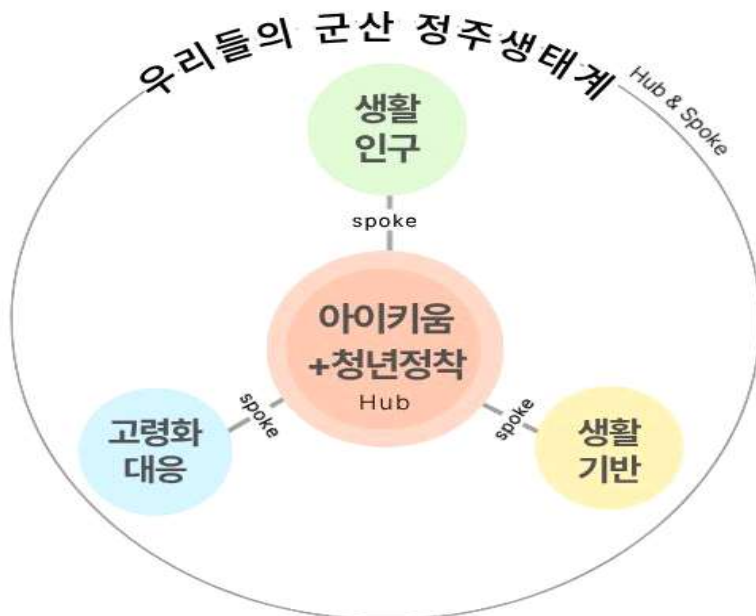 우리들의 군산 정주생태계
Hub & Spoke
생활
인구
spoke
아이키움
+청년정착
Hub
spoke
spoke
고령화
대응
생활
기반